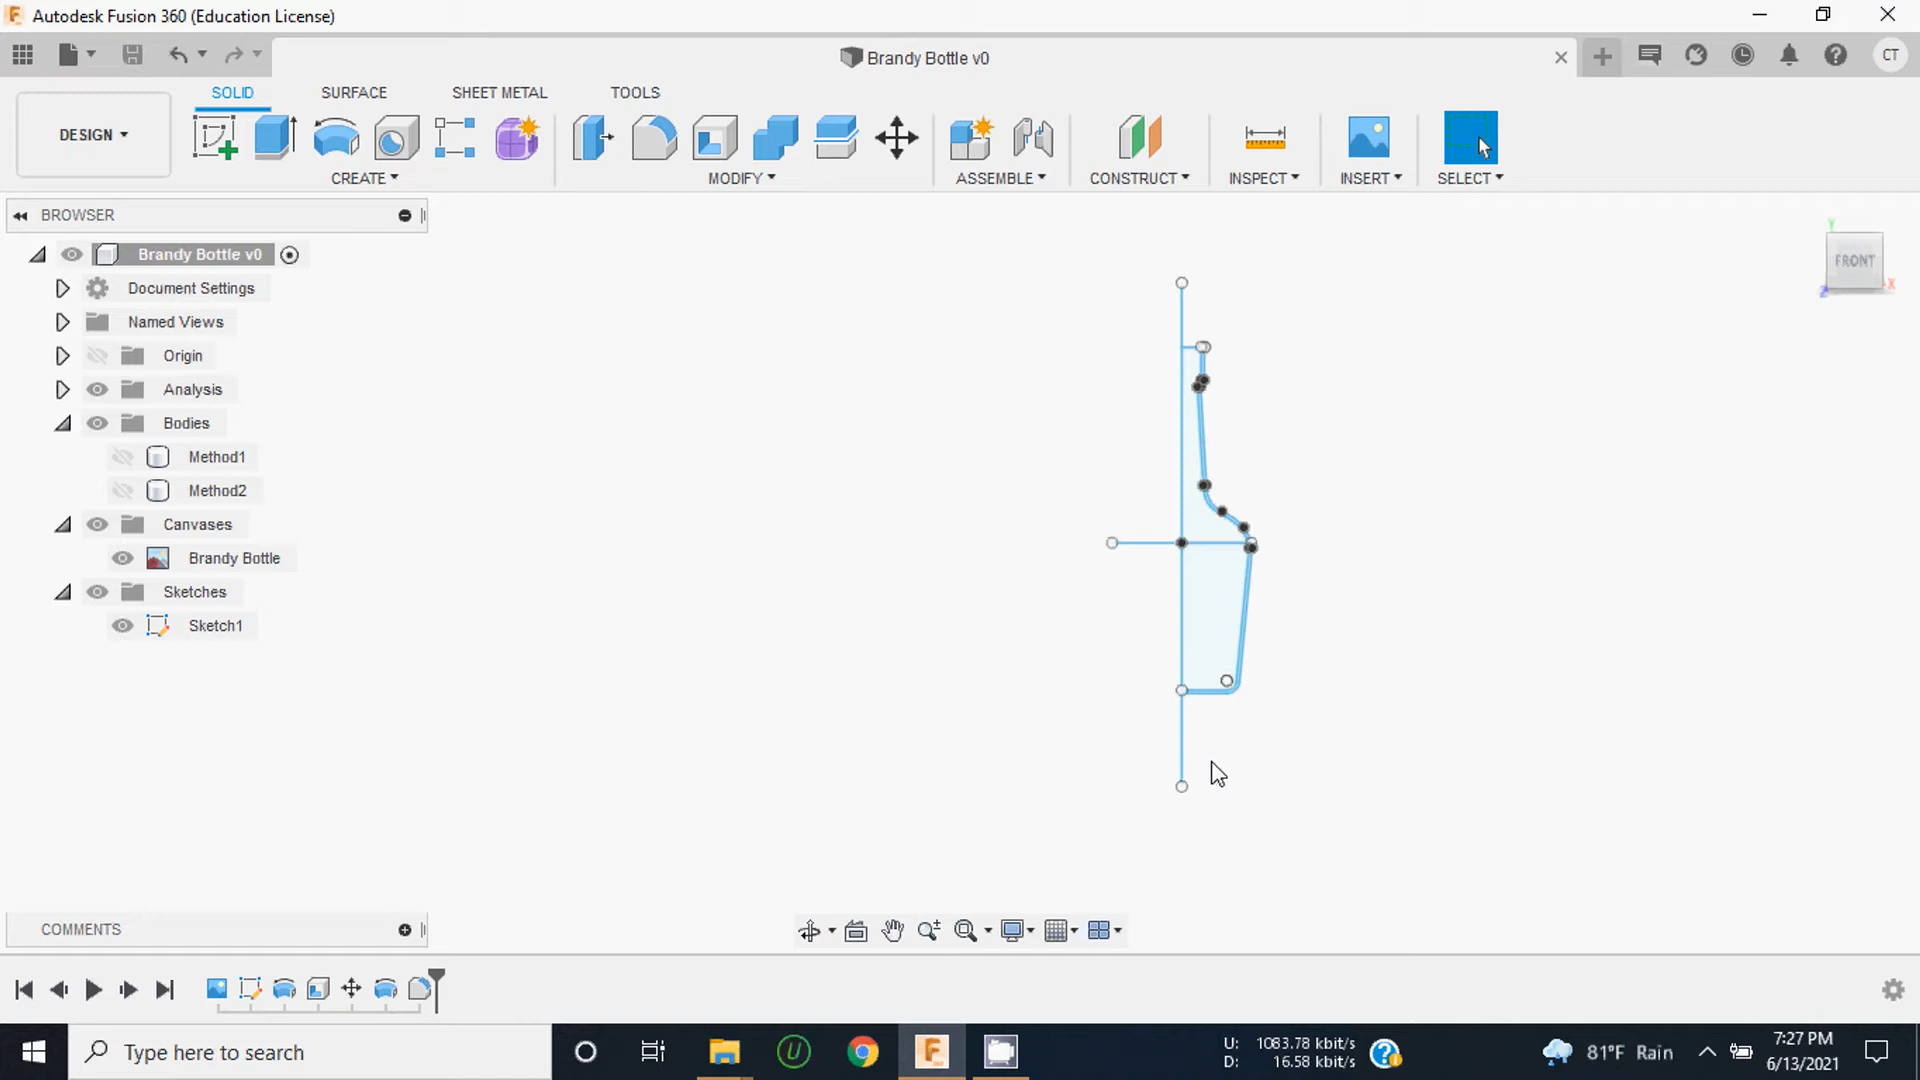 Autodesk Fusion 360 (Education License)
Brandy Bottle v0
CT
SOLID
SURFACE
SHEET METAL
TOOLS
DESIGN
CREATE
MODIFY
ASSEMBLE
CONSTRUCT
INSPECT
INSERT
SELECT
BROWSER
Brandy Bottle v0
Document Settings
Named Views
Origin
Analysis
Bodies
Method1
Method2
Canvases
Brandy Bottle
Sketches
Sketch1
Y
FRONT
X
Z
COMMENTS
Type here to search
U: 1083.78 kbit/s
D: 16.58 kbit/s
81°F Rain
7:27 PM
6/13/2021